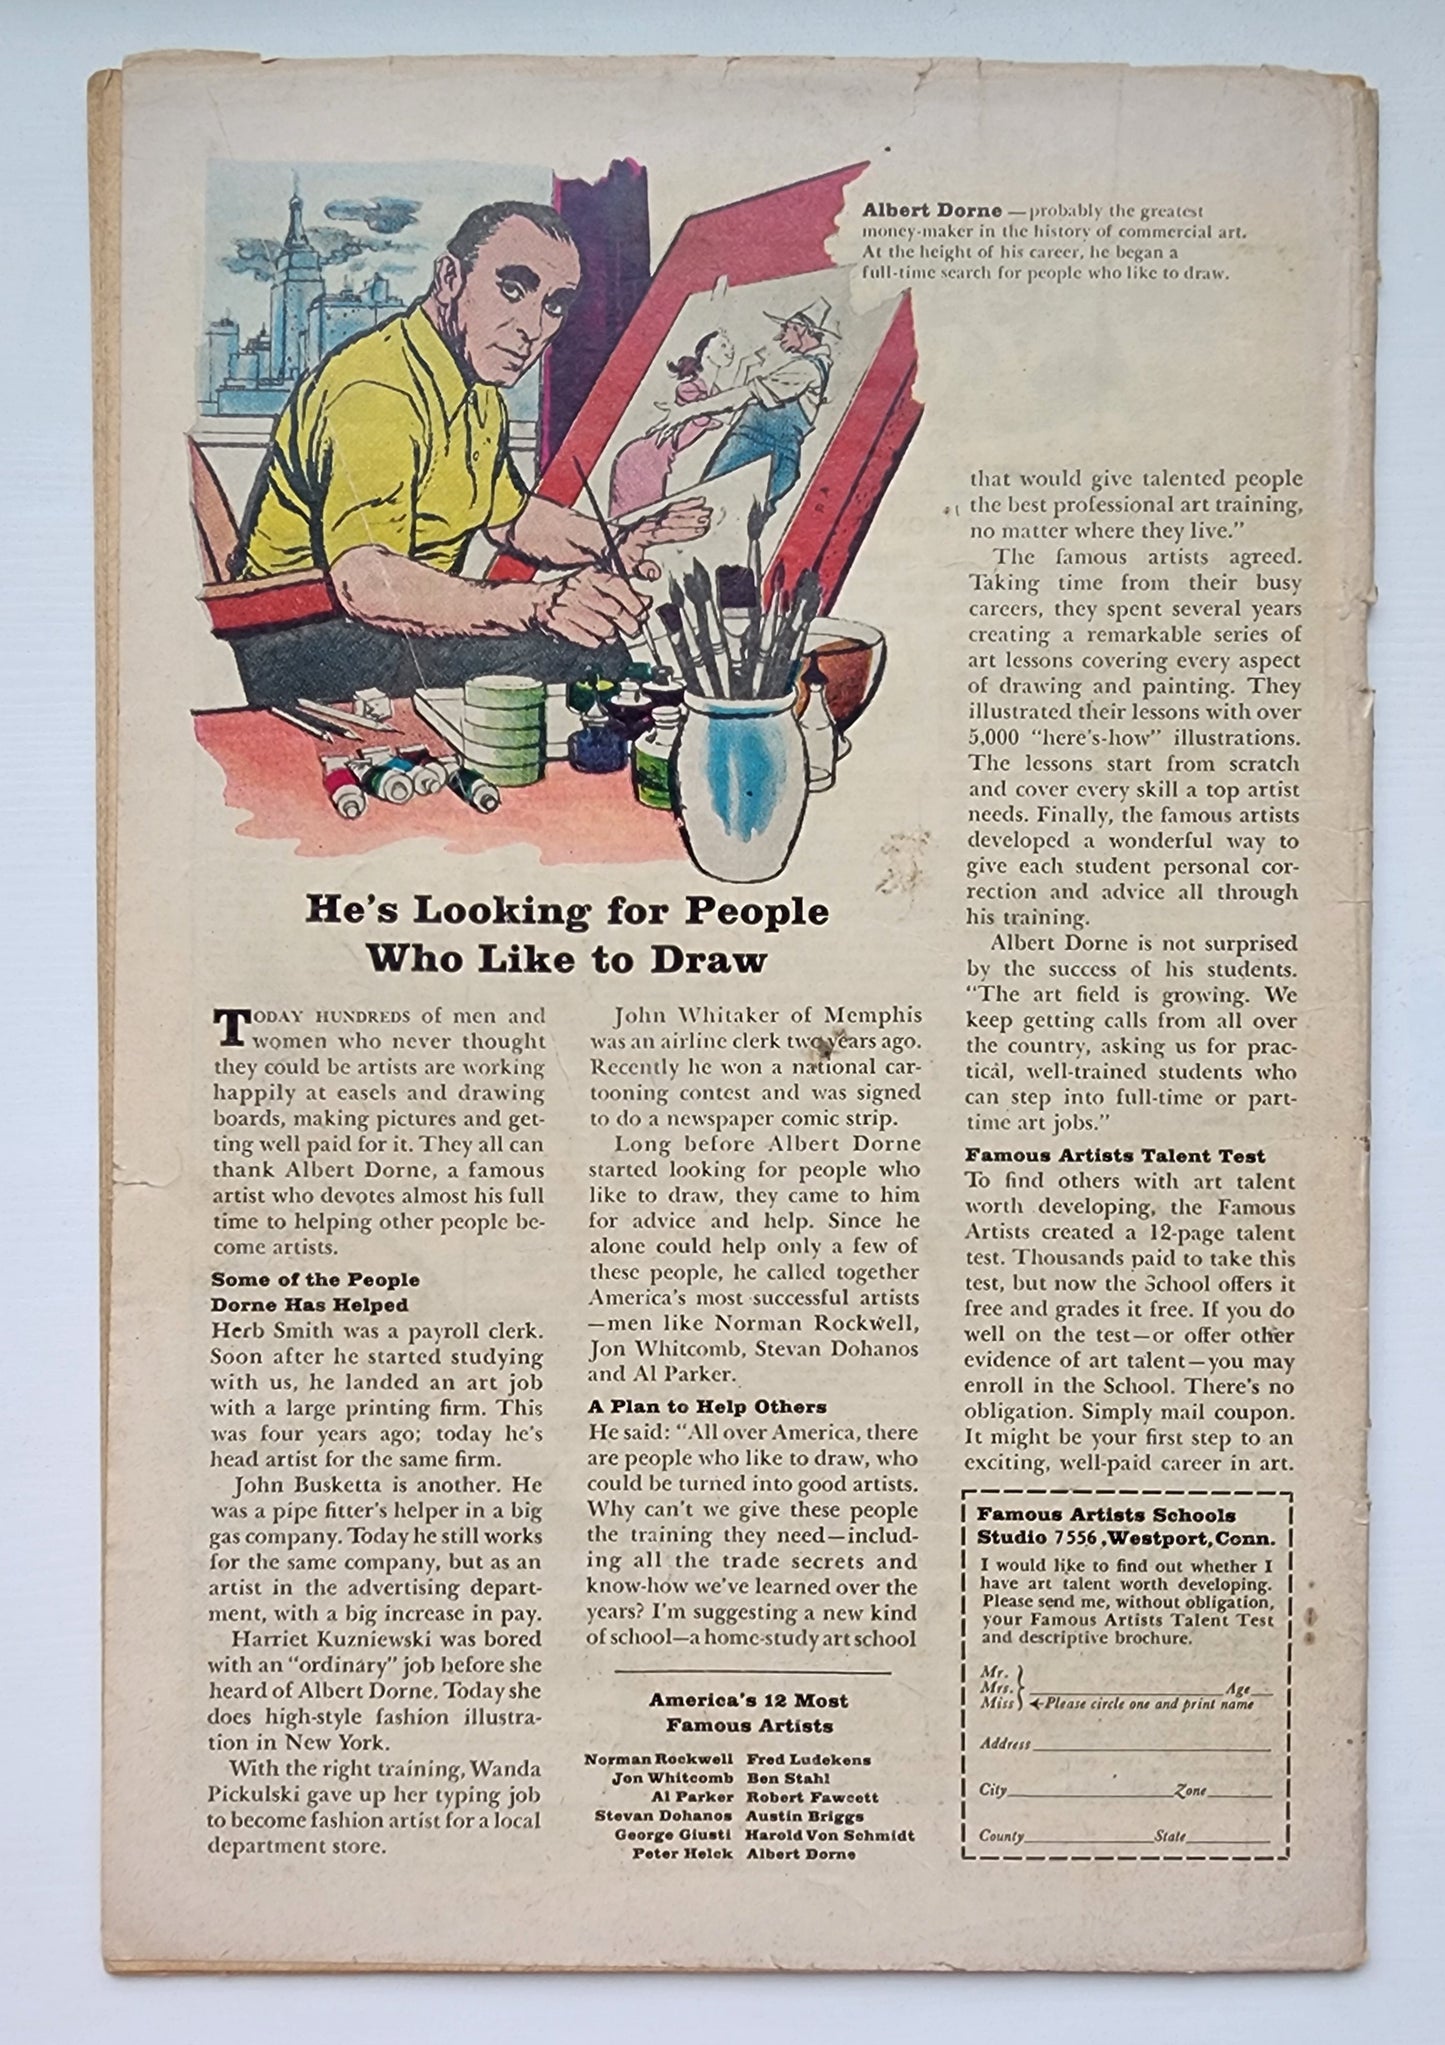 Albert Dorne — probably the greatest
money-maker in the history of commercial art.
At the height of his career, he began a
full-time search for people who like to draw.
He's Looking for People
Who Like to Draw
TODAY HUNDREDS of men and
women who never thought
they could be artists are working
happily at easels and drawing
boards, making pictures and get-
ting well paid for it. They all can
thank Albert Dorne, a famous
artist who devotes almost his full
time to helping other people be-
come artists.
Some of the People
Dorne Has Helped
Herb Smith was a payroll clerk.
Soon after he started studying
with us, he landed an art job
with a large printing firm. This
was four years ago; today he's
head artist for the same firm.
John Busketta is another. He
was a pipe fitter's helper in a big
gas company. Today he still works
for the same company, but as an
artist in the advertising depart-
ment, with a big increase in pay.
Harriet Kuzniewski was bored
with an "ordinary" job before she
heard of Albert Dorne. Today she
does high-style fashion illustra-
tion in New York.
With the right training, Wanda
Pickulski gave up her typing job
to become fashion artist for a local
department store.
John Whitaker of Memphis
was an airline clerk two years ago.
Recently he won a national car-
tooning contest and was signed
to do a newspaper comic strip.
Long before Albert Dorne
started looking for people who
like to draw, they came to him
for advice and help. Since he
alone could help only a few of
these people, he called together
America's most successful artists
—men like Norman Rockwell,
Jon Whitcomb, Stevan Dohanos
and Al Parker.
A Plan to Help Others
He said: "All over America, there
are people who like to draw, who
could be turned into good artists.
Why can't we give these people
the training they need—includ-
ing all the trade secrets and
know-how we've learned over the
years? I'm suggesting a new kind
of school—a home-study art school
America's 12 Most
Famous Artists
Norman Rockwell Fred Ludekens
Jon Whitcomb Ben Stahl
Al Parker Robert Fawcett
Stevan Dohanos Austin Briggs
George Giusti Harold Von Schmidt
Peter Helck Albert Dorne
that would give talented people
the best professional art training,
no matter where they live."
The famous artists agreed.
Taking time from their busy
careers, they spent several years
creating a remarkable series of
art lessons covering every aspect
of drawing and painting. They
illustrated their lessons with over
5,000 "here's-how" illustrations.
The lessons start from scratch
and cover every skill a top artist
needs. Finally, the famous artists
developed a wonderful way to
give each student personal cor-
rection and advice all through
his training.
Albert Dorne is not surprised
by the success of his students.
"The art field is growing. We
keep getting calls from all over
the country, asking us for prac-
tical, well-trained students who
can step into full-time or part-
time art jobs."
Famous Artists Talent Test
To find others with art talent
worth developing, the Famous
Artists created a 12-page talent
test. Thousands paid to take this
test, but now the School offers it
free and grades it free. If you do
well on the test—or offer other
evidence of art talent—you may
enroll in the School. There's no
obligation. Simply mail coupon.
It might be your first step to an
exciting, well-paid career in art.
Famous Artists Schools
Studio 7556, Westport, Conn.
I would like to find out whether I
have art talent worth developing.
Please send me, without obligation,
your Famous Artists Talent Test
and descriptive brochure.
Mr.
Mrs. Age
Miss Please circle one and print name
Address
City Zone
County State